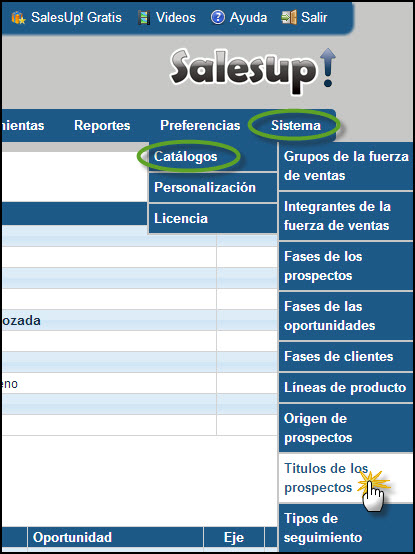 SalesUp! Gratis Videos Ayuda Salir
Salesup!
mientas Reportes Preferencias Sistema
Catálogos
Personalización
Licencia
Grupos de la fuerza
de ventas
Integrantes de la
fuerza de ventas
Fases de los
prospectos
Fases de las
oportunidades
Fases de clientes
Líneas de producto
Origen de
prospectos
Titulos de los
prospectos
Tipos de
seguimiento
ozada
eno
Oportunidad Eje